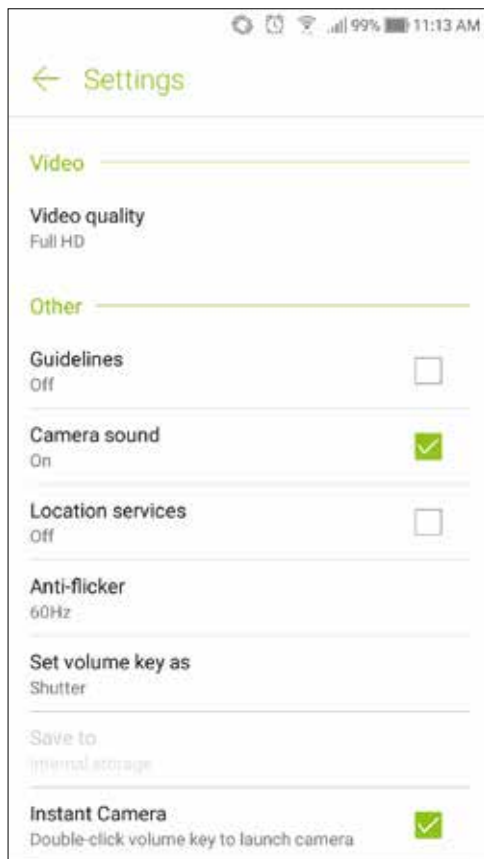 99% 11:13 AM
Settings
Video
Video quality
Full HD
Other
Guidelines
Off
Camera sound
On
Location services
Off
Anti-flicker
60Hz
Set volume key as
Shutter
Save to
Internal storage
Instant Camera
Double-click volume key to launch camera